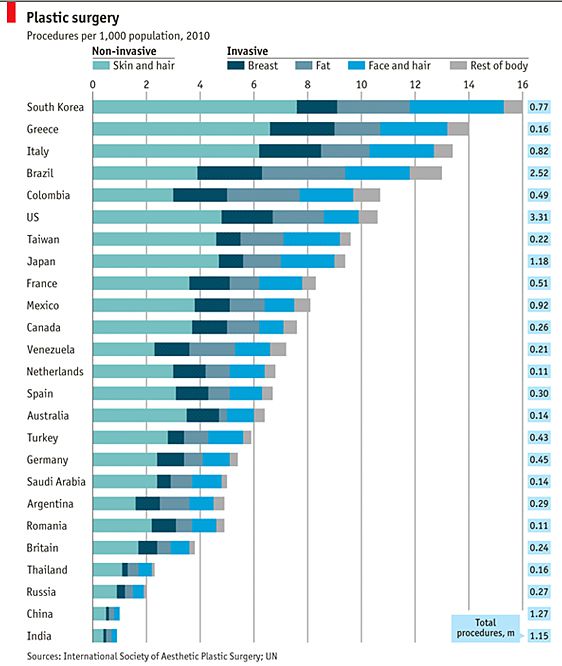 Plastic surgery
Procedures per 1,000 population, 2010
Non-invasive Invasive
Skin and hair Breast Fat Face and hair Rest of body
0 2 4 6 8 10 12 14 16
South Korea 0.77
Greece 0.16
Italy 0.82
Brazil 2.52
Colombia 0.49
US 3.31
Taiwan 0.22
Japan 1.18
France 0.51
Mexico 0.92
Canada 0.26
Venezuela 0.21
Netherlands 0.11
Spain 0.30
Australia 0.14
Turkey 0.43
Germany 0.45
Saudi Arabia 0.14
Argentina 0.29
Romania 0.11
Britain 0.24
Thailand 0.16
Russia 0.27
China 1.27
India 1.15
Total
procedures, m
Sources: International Society of Aesthetic Plastic Surgery; UN